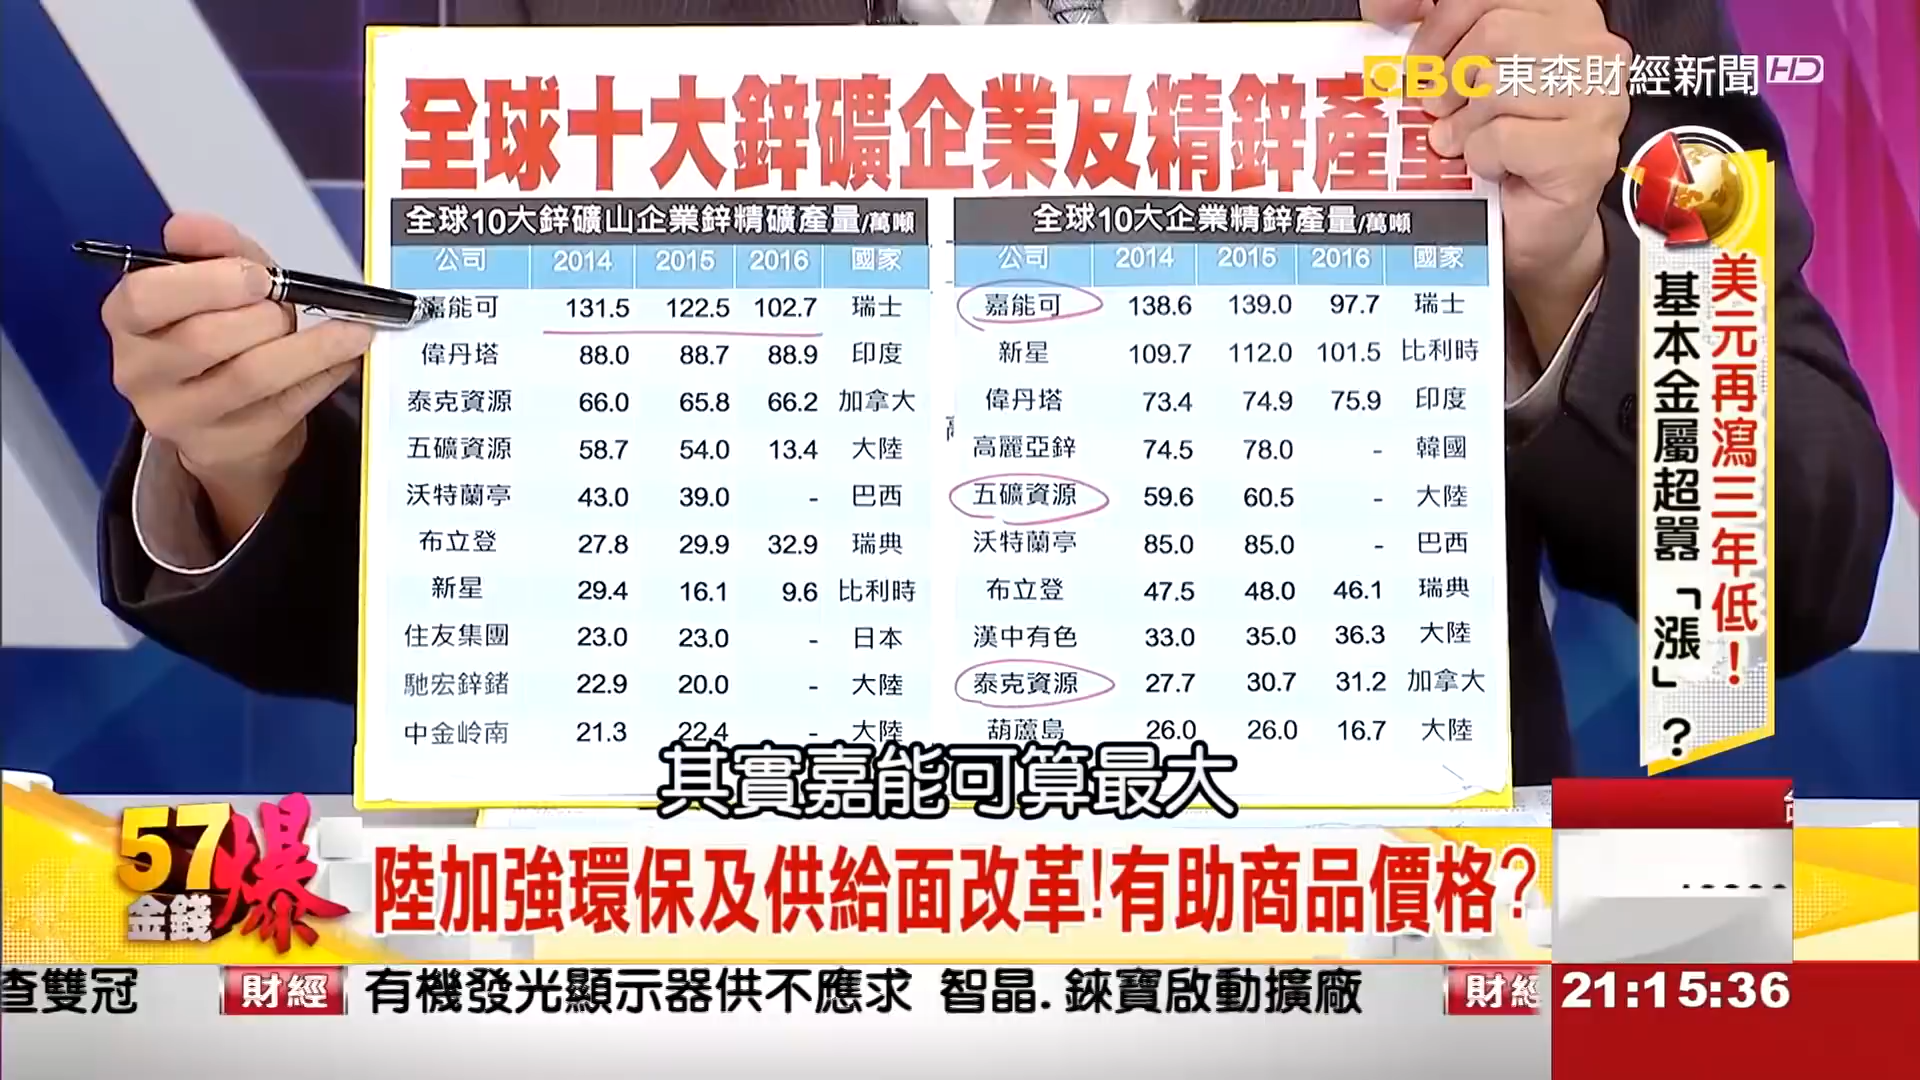 EBC 東森財經新聞 HD
全球十大鋅礦企業及精鋅產量
全球10大鋅礦山企業鋅精礦產量/萬噸
公司 2014 2015 2016 國家
嘉能可 131.5 122.5 102.7 瑞士
偉丹塔 88.0 88.7 88.9 印度
泰克資源 66.0 65.8 66.2 加拿大
五礦資源 58.7 54.0 13.4 大陸
沃特蘭亭 43.0 39.0 - 巴西
布立登 27.8 29.9 32.9 瑞典
新星 29.4 16.1 9.6 比利時
住友集團 23.0 23.0 - 日本
馳宏鋅鍺 22.9 20.0 - 大陸
中金岭南 21.3 22.4 - 大陸
全球10大企業精鋅產量/萬噸
公司 2014 2015 2016 國家
嘉能可 138.6 139.0 97.7 瑞士
新星 109.7 112.0 101.5 比利時
偉丹塔 73.4 74.9 75.9 印度
高麗亞鋅 74.5 78.0 - 韓國
五礦資源 59.6 60.5 - 大陸
沃特蘭亭 85.0 85.0 - 巴西
布立登 47.5 48.0 46.1 瑞典
漢中有色 33.0 35.0 36.3 大陸
泰克資源 27.7 30.7 31.2 加拿大
葫蘆島 26.0 26.0 16.7 大陸
美元再瀉三年低！
基本金屬超囂「漲」？
其實嘉能可算最大
57金錢爆
陸加強環保及供給面改革!有助商品價格?
查雙冠 財經 有機發光顯示器供不應求 智晶.錸寶啟動擴廠 財經
21:15:36